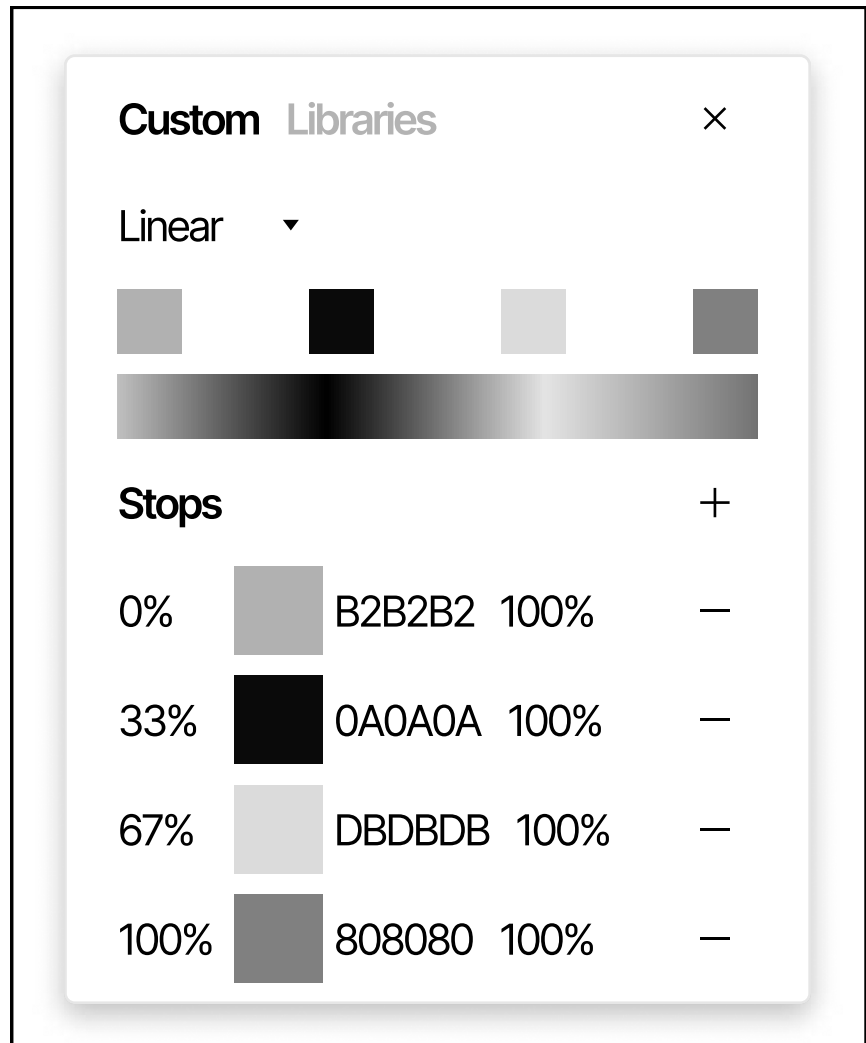 Custom Libraries
Linear
Stops
0% B2B2B2 100%
33% 0A0A0A 100%
67% DBDBDB 100%
100% 808080 100%